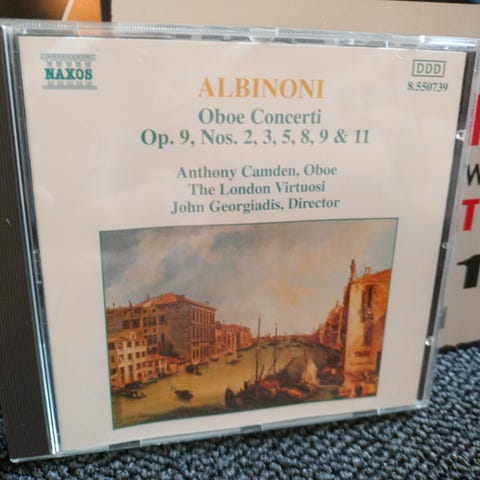 NAXOS
DDD
8.550739
ALBINONI
Oboe Concerti
Op. 9, Nos. 2, 3, 5, 8, 9 & 11
Anthony Camden, Oboe
The London Virtuosi
John Georgiadis, Director